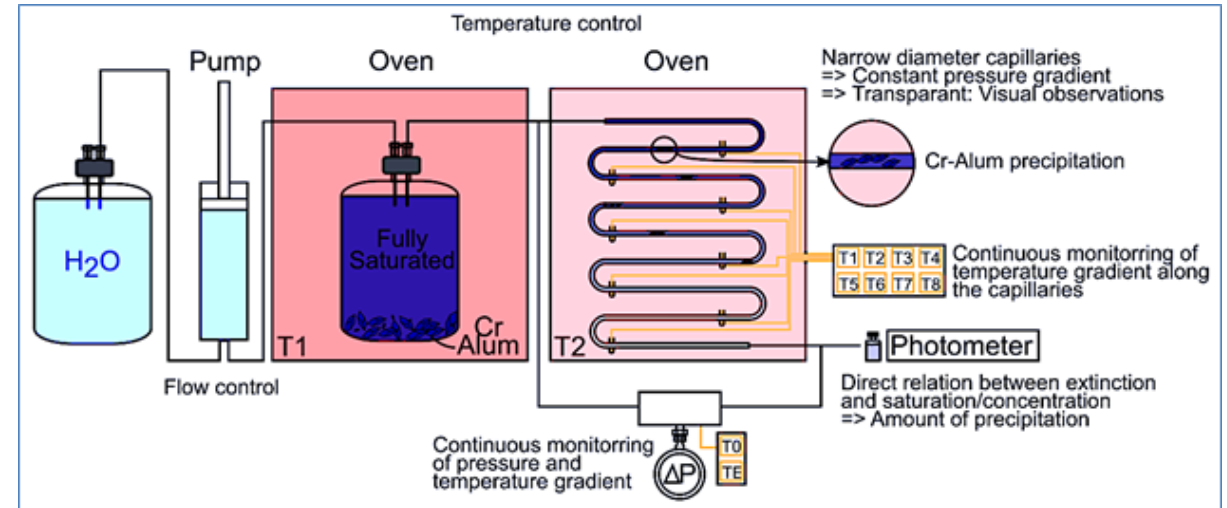 Temperature control
Pump
Oven
Oven
Narrow diameter capillaries
=> Constant pressure gradient
=> Transparant: Visual observations
Cr-Alum precipitation
H2O
Fully
Saturated
Cr
Alum
T1
T2
T1 T2 T3 T4
T5 T6 T7 T8
Continuous monitorring of
temperature gradient along
the capillaries
Flow control
Photometer
Direct relation between extinction
and saturation/concentration
=> Amount of precipitation
Continuous monitorring
of pressure and
temperature gradient
ΔP
T0
TE